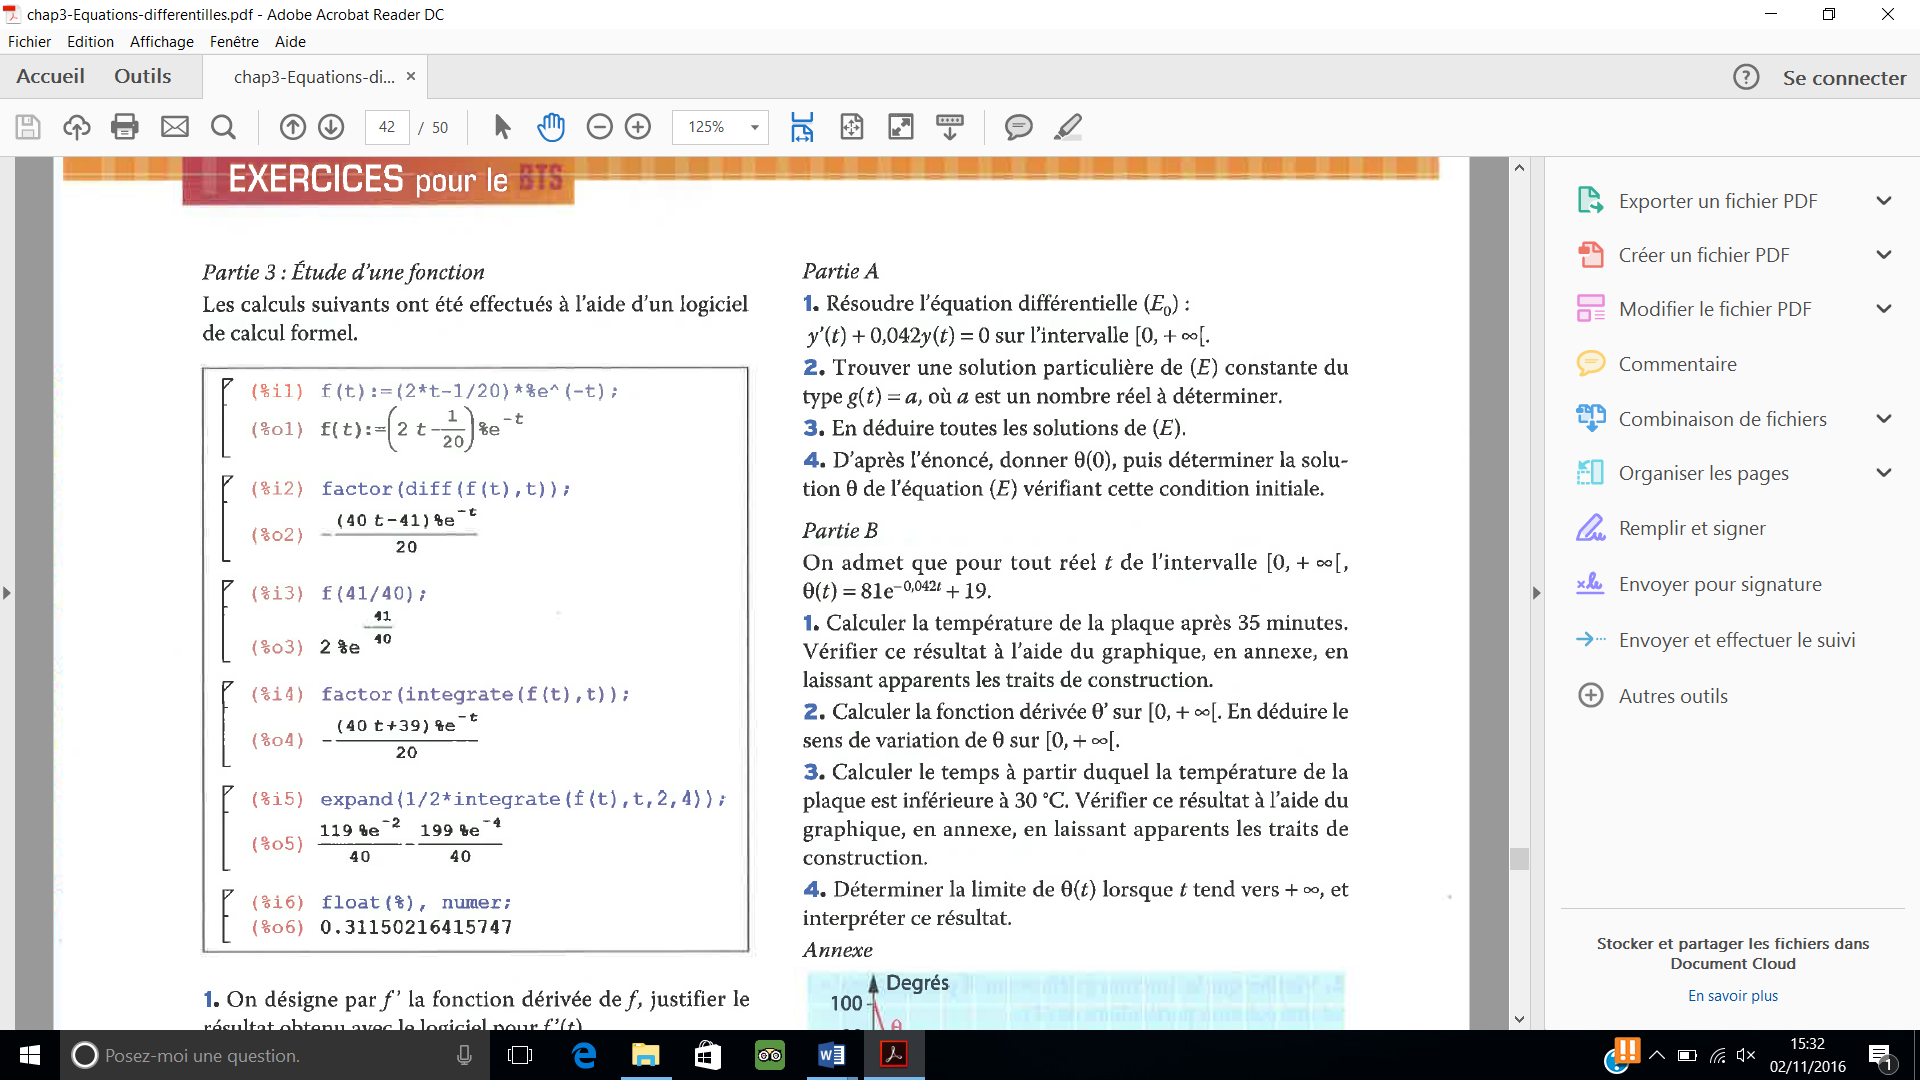 chap3-Equations-differentilles.pdf - Adobe Acrobat Reader DC
Fichier Edition Affichage Fenêtre Aide
Accueil Outils chap3-Equations-di... × ? Se connecter
42 / 50 125%
EXERCICES pour le BTS
Partie 3 : Étude d'une fonction
Les calculs suivants ont été effectués à l'aide d'un logiciel
de calcul formel.
(%i1) f(t):=(2*t-1/20)*%e^(-t);
(%o1) f(t):=(2 t-1/20)%e^-t
(%i2) factor(diff(f(t),t));
(%o2) -(40 t-41)%e^-t/20
(%i3) f(41/40);
(%o3) 2 %e^-41/40
(%i4) factor(integrate(f(t),t));
(%o4) -(40 t+39)%e^-t/20
(%i5) expand(1/2*integrate(f(t),t,2,4));
(%o5) 119 %e^-2/40-199 %e^-4/40
(%i6) float(%), numer;
(%o6) 0.31150216415747
1. On désigne par f' la fonction dérivée de f, justifier le
résultat obtenu avec le logiciel pour f'(t)
Partie A
1. Résoudre l'équation différentielle (E₀) :
y'(t) + 0,042y(t) = 0 sur l'intervalle [0, + ∞[.
2. Trouver une solution particulière de (E) constante du
type g(t) = a, où a est un nombre réel à déterminer.
3. En déduire toutes les solutions de (E).
4. D'après l'énoncé, donner θ(0), puis déterminer la solu-
tion θ de l'équation (E) vérifiant cette condition initiale.
Partie B
On admet que pour tout réel t de l'intervalle [0, + ∞[,
θ(t) = 81e^−0,042t + 19.
1. Calculer la température de la plaque après 35 minutes.
Vérifier ce résultat à l'aide du graphique, en annexe, en
laissant apparents les traits de construction.
2. Calculer la fonction dérivée θ' sur [0, + ∞[. En déduire le
sens de variation de θ sur [0, + ∞[.
3. Calculer le temps à partir duquel la température de la
plaque est inférieure à 30 °C. Vérifier ce résultat à l'aide du
graphique, en annexe, en laissant apparents les traits de
construction.
4. Déterminer la limite de θ(t) lorsque t tend vers + ∞, et
interpréter ce résultat.
Annexe
Degrés
100
θ
Exporter un fichier PDF
Créer un fichier PDF
Modifier le fichier PDF
Commentaire
Combinaison de fichiers
Organiser les pages
Remplir et signer
Envoyer pour signature
Envoyer et effectuer le suivi
Autres outils
Stocker et partager les fichiers dans
Document Cloud
En savoir plus
Posez-moi une question.
15:32
02/11/2016
1